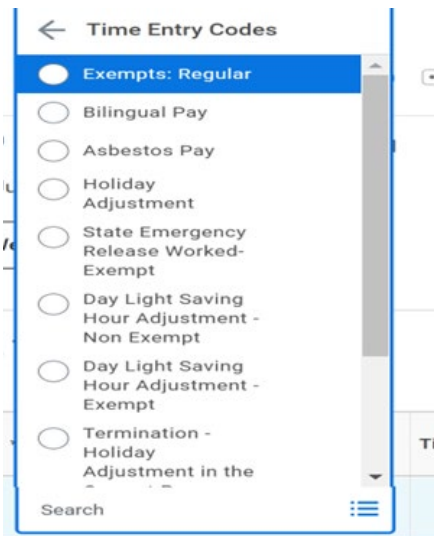 Time Entry Codes
Exempts: Regular
Bilingual Pay
Asbestos Pay
Holiday
Adjustment
State Emergency
Release Worked-
Exempt
Day Light Saving
Hour Adjustment -
Non Exempt
Day Light Saving
Hour Adjustment -
Exempt
Termination -
Holiday
Adjustment in the
Search